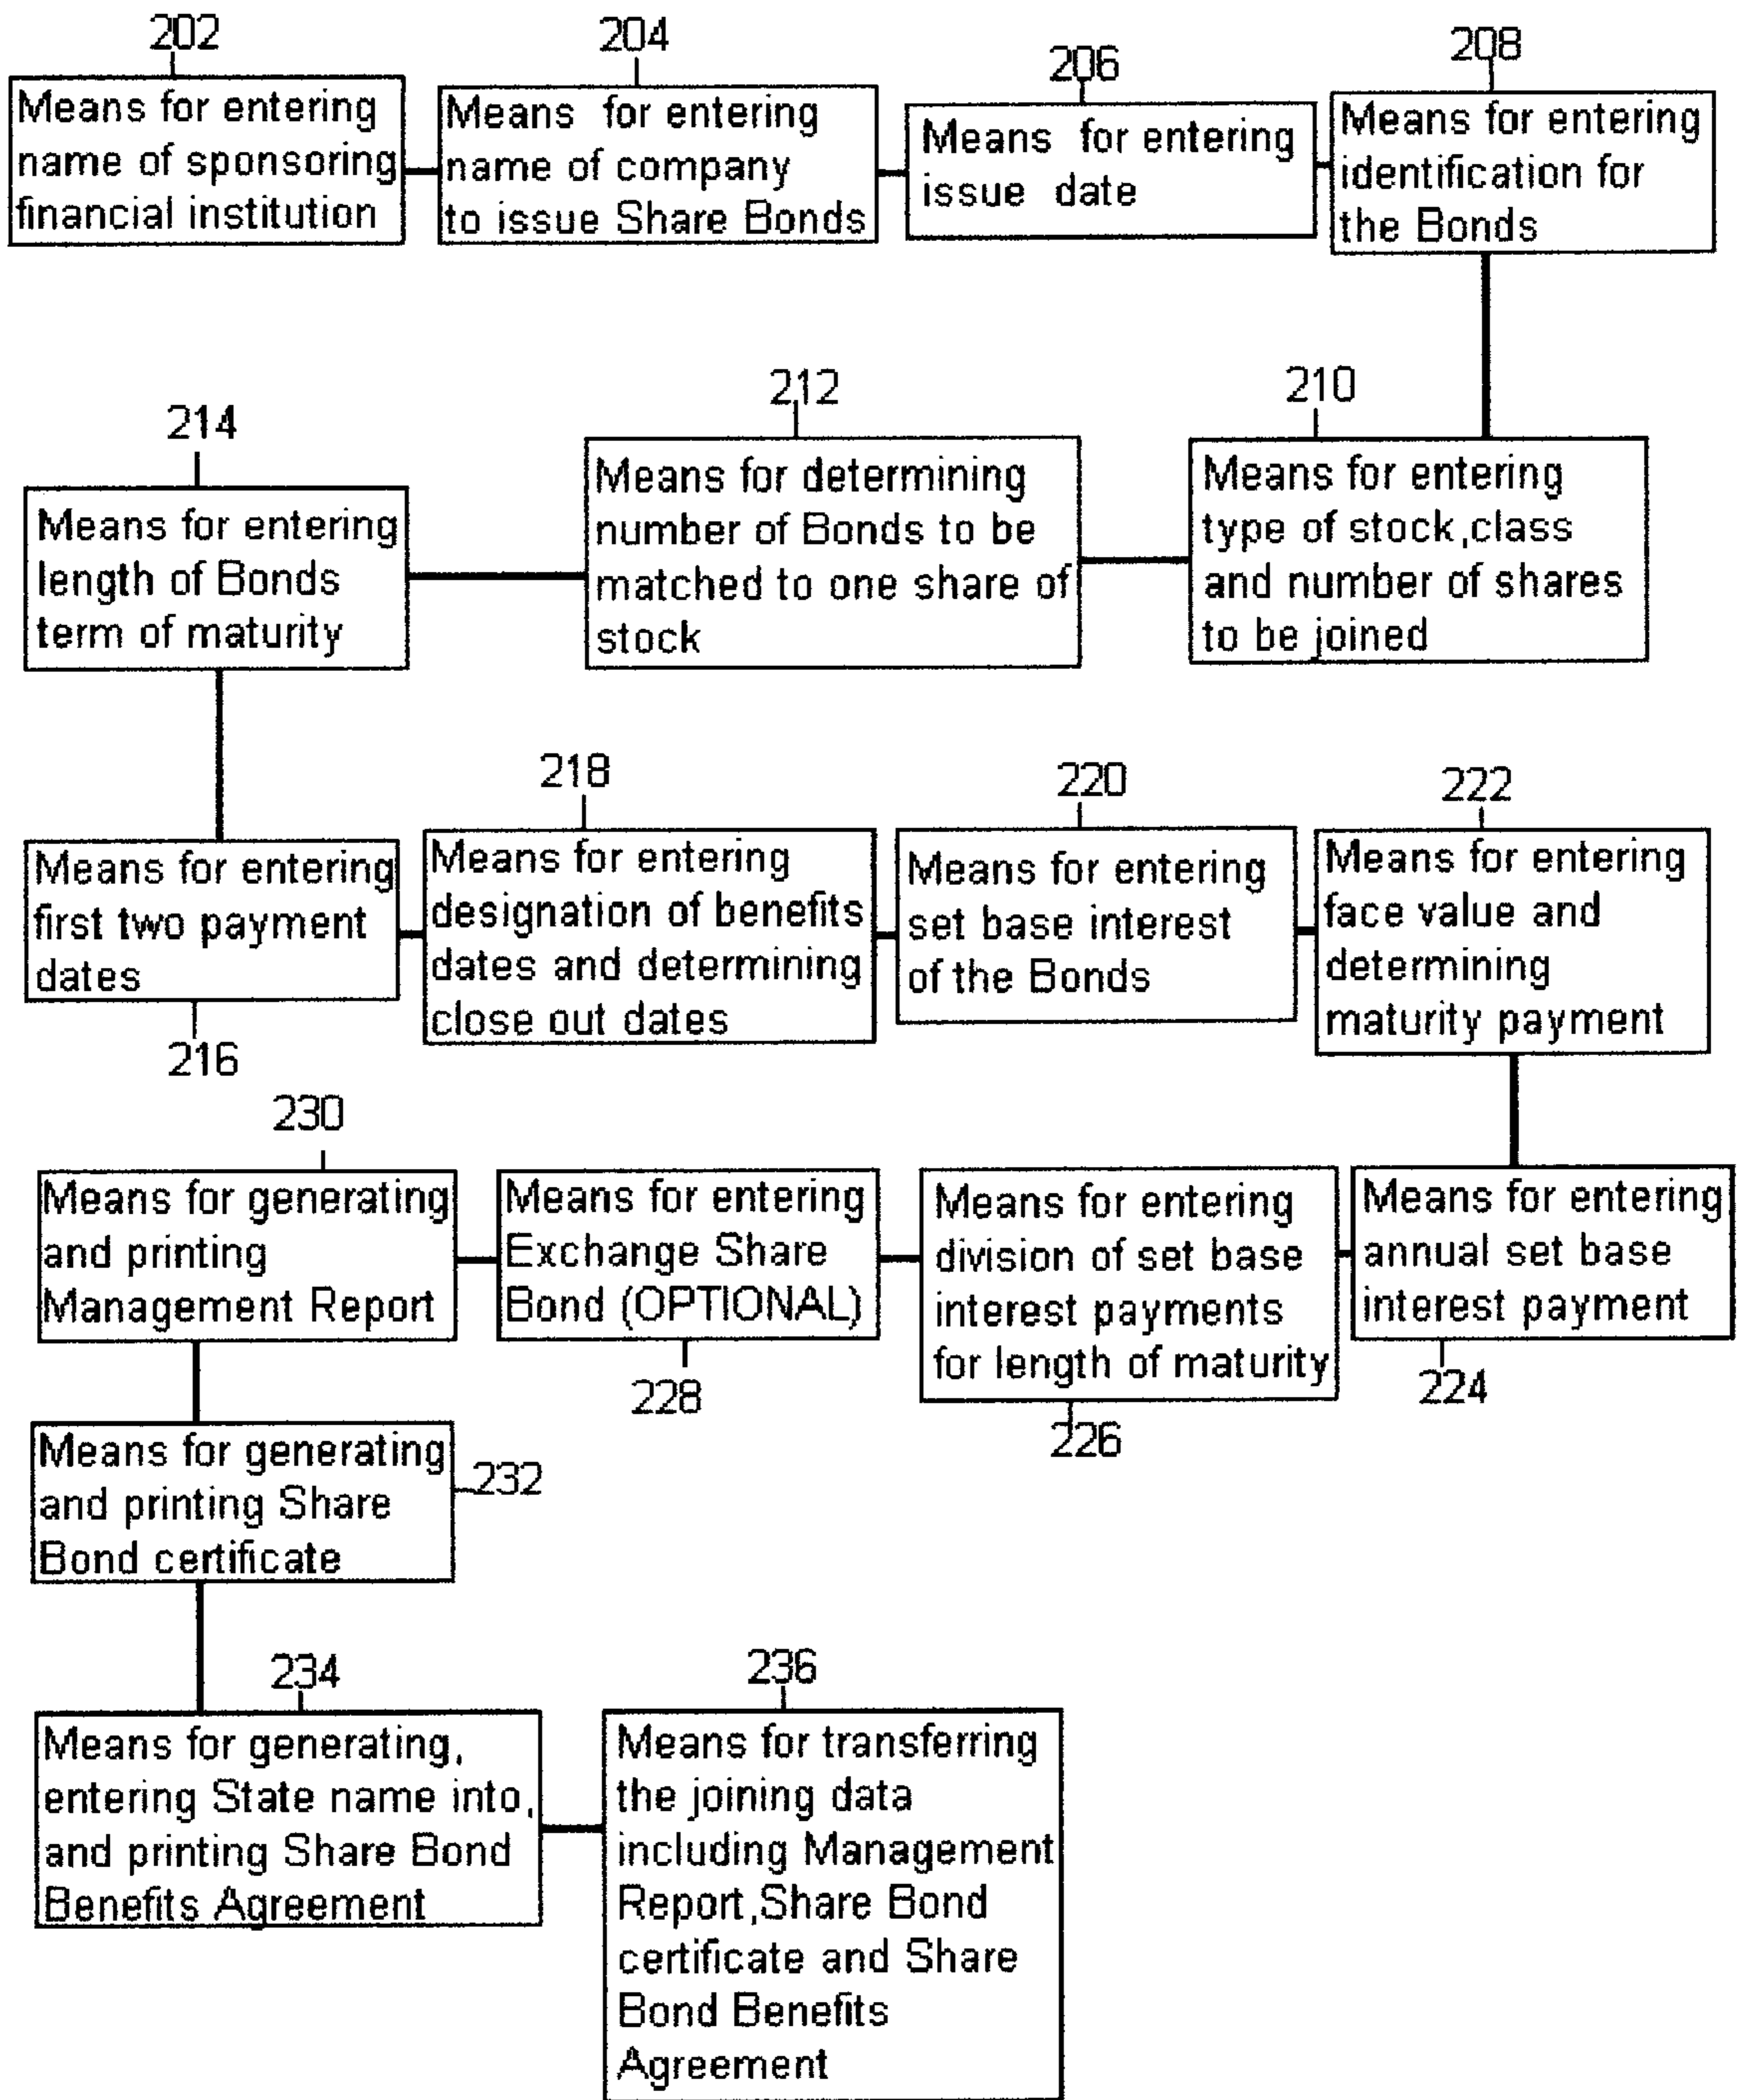 202
Means for entering
name of sponsoring
financial institution
204
Means for entering
name of company
to issue Share Bonds
206
Means for entering
issue date
208
Means for entering
identification for
the Bonds
210
Means for entering
type of stock,class
and number of shares
to be joined
212
Means for determining
number of Bonds to be
matched to one share of
stock
214
Means for entering
length of Bonds
term of maturity
Means for entering
first two payment
dates
216
218
Means for entering
designation of benefits
dates and determining
close out dates
220
Means for entering
set base interest
of the Bonds
222
Means for entering
face value and
determining
maturity payment
Means for entering
annual set base
interest payment
224
Means for entering
division of set base
interest payments
for length of maturity
226
Means for entering
Exchange Share
Bond (OPTIONAL)
228
230
Means for generating
and printing
Management Report
Means for generating
and printing Share
Bond certificate
232
234
Means for generating,
entering State name into,
and printing Share Bond
Benefits Agreement
236
Means for transferring
the joining data
including Management
Report,Share Bond
certificate and Share
Bond Benefits
Agreement